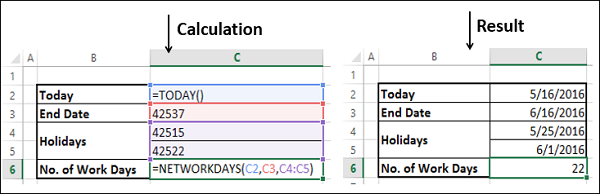 Calculation
Result
A B C
A B C
1
2 Today =TODAY()
3 End Date 42537
4 Holidays 42515
5 42522
6 No. of Work Days =NETWORKDAYS(C2,C3,C4:C5)
1
2 Today 5/16/2016
3 End Date 6/16/2016
4 Holidays 5/25/2016
5 6/1/2016
6 No. of Work Days 22